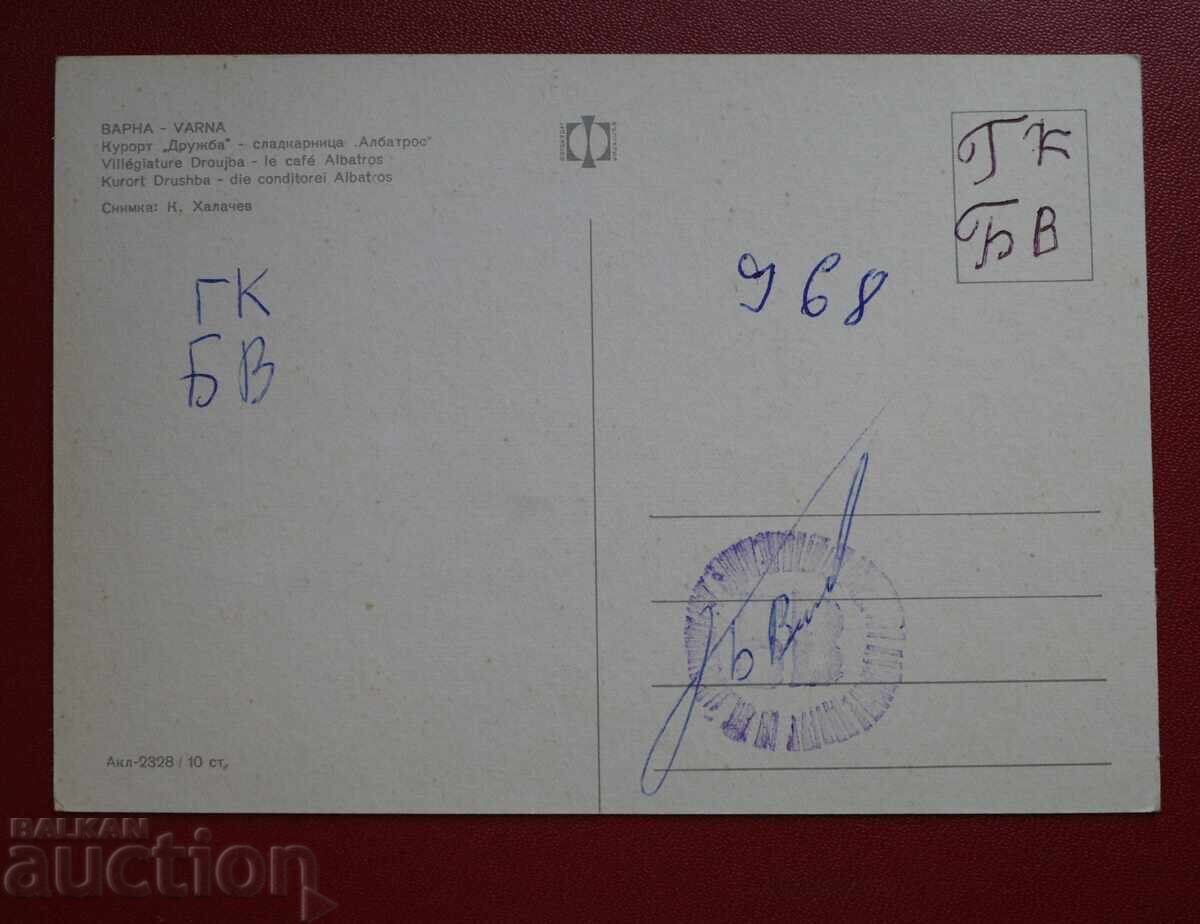 ВАРНА - VARNA
Курорт „Дружба" - сладкарница „Албатрос"
Villégiature Droujba - le café Albatros
Kurort Drushba - die conditorei Albatros
Снимка: К. Халачев
ГК
БВ
ГК
БВ
968
Акл-2328 / 10 ст.
BALKAN
auction